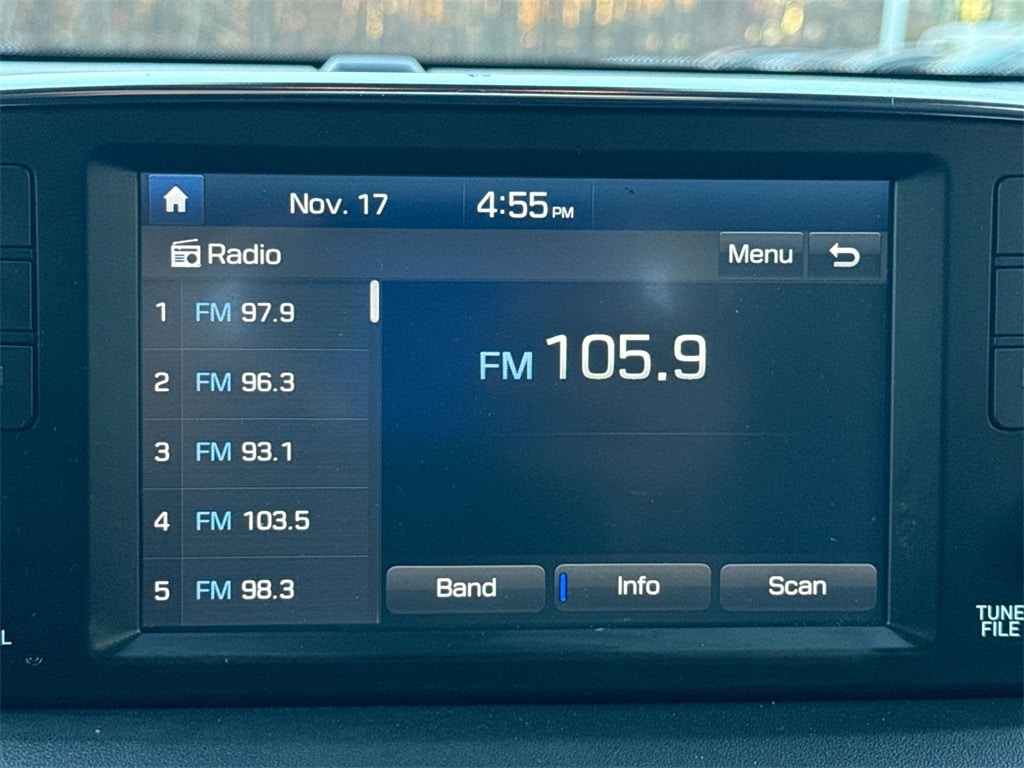 Nov. 17 4:55 PM
Radio
Menu
1 FM 97.9
2 FM 96.3
3 FM 93.1
4 FM 103.5
5 FM 98.3
FM 105.9
Band Info Scan
L
TUNE
FILE